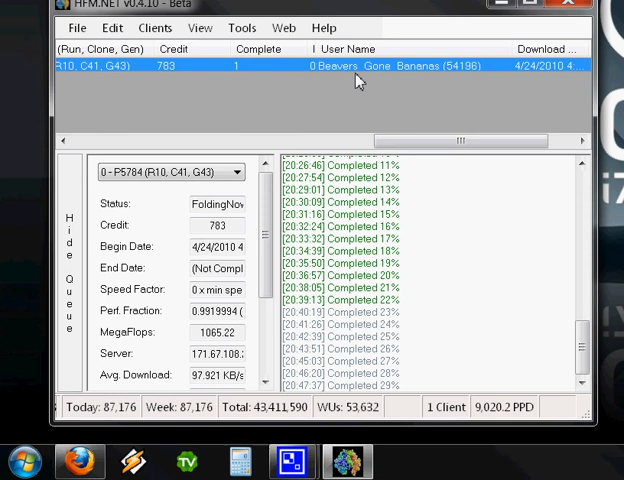 HFM.NET v0.4.10 - Beta
File Edit Clients View Tools Web Help
(Run, Clone, Gen) Credit Complete User Name Download ...
R10, C41, G43) 783 1 0 Beavers_Gone_Bananas (54196) 4/24/2010 4:...
Hide Queue
0 - P5784 (R10, C41, G43)
Status: FoldingNow
Credit: 783
Begin Date: 4/24/2010 4
End Date: (Not Compl
Speed Factor: 0 x min spe
Perf. Fraction: 0.9919994 (
MegaFlops: 1065.22
Server: 171.67.108.
Avg. Download: 97.921 KB/s
[20:26:46] Completed 11%
[20:27:54] Completed 12%
[20:29:01] Completed 13%
[20:30:09] Completed 14%
[20:31:16] Completed 15%
[20:32:24] Completed 16%
[20:33:32] Completed 17%
[20:34:39] Completed 18%
[20:35:50] Completed 19%
[20:36:57] Completed 20%
[20:38:05] Completed 21%
[20:39:13] Completed 22%
[20:40:19] Completed 23%
[20:41:26] Completed 24%
[20:42:39] Completed 25%
[20:43:51] Completed 26%
[20:45:03] Completed 27%
[20:46:20] Completed 28%
[20:47:37] Completed 29%
Today: 87,176 Week: 87,176 Total: 43,411,590 WUs: 53,632 1 Client 9,020.2 PPD
TV
i7